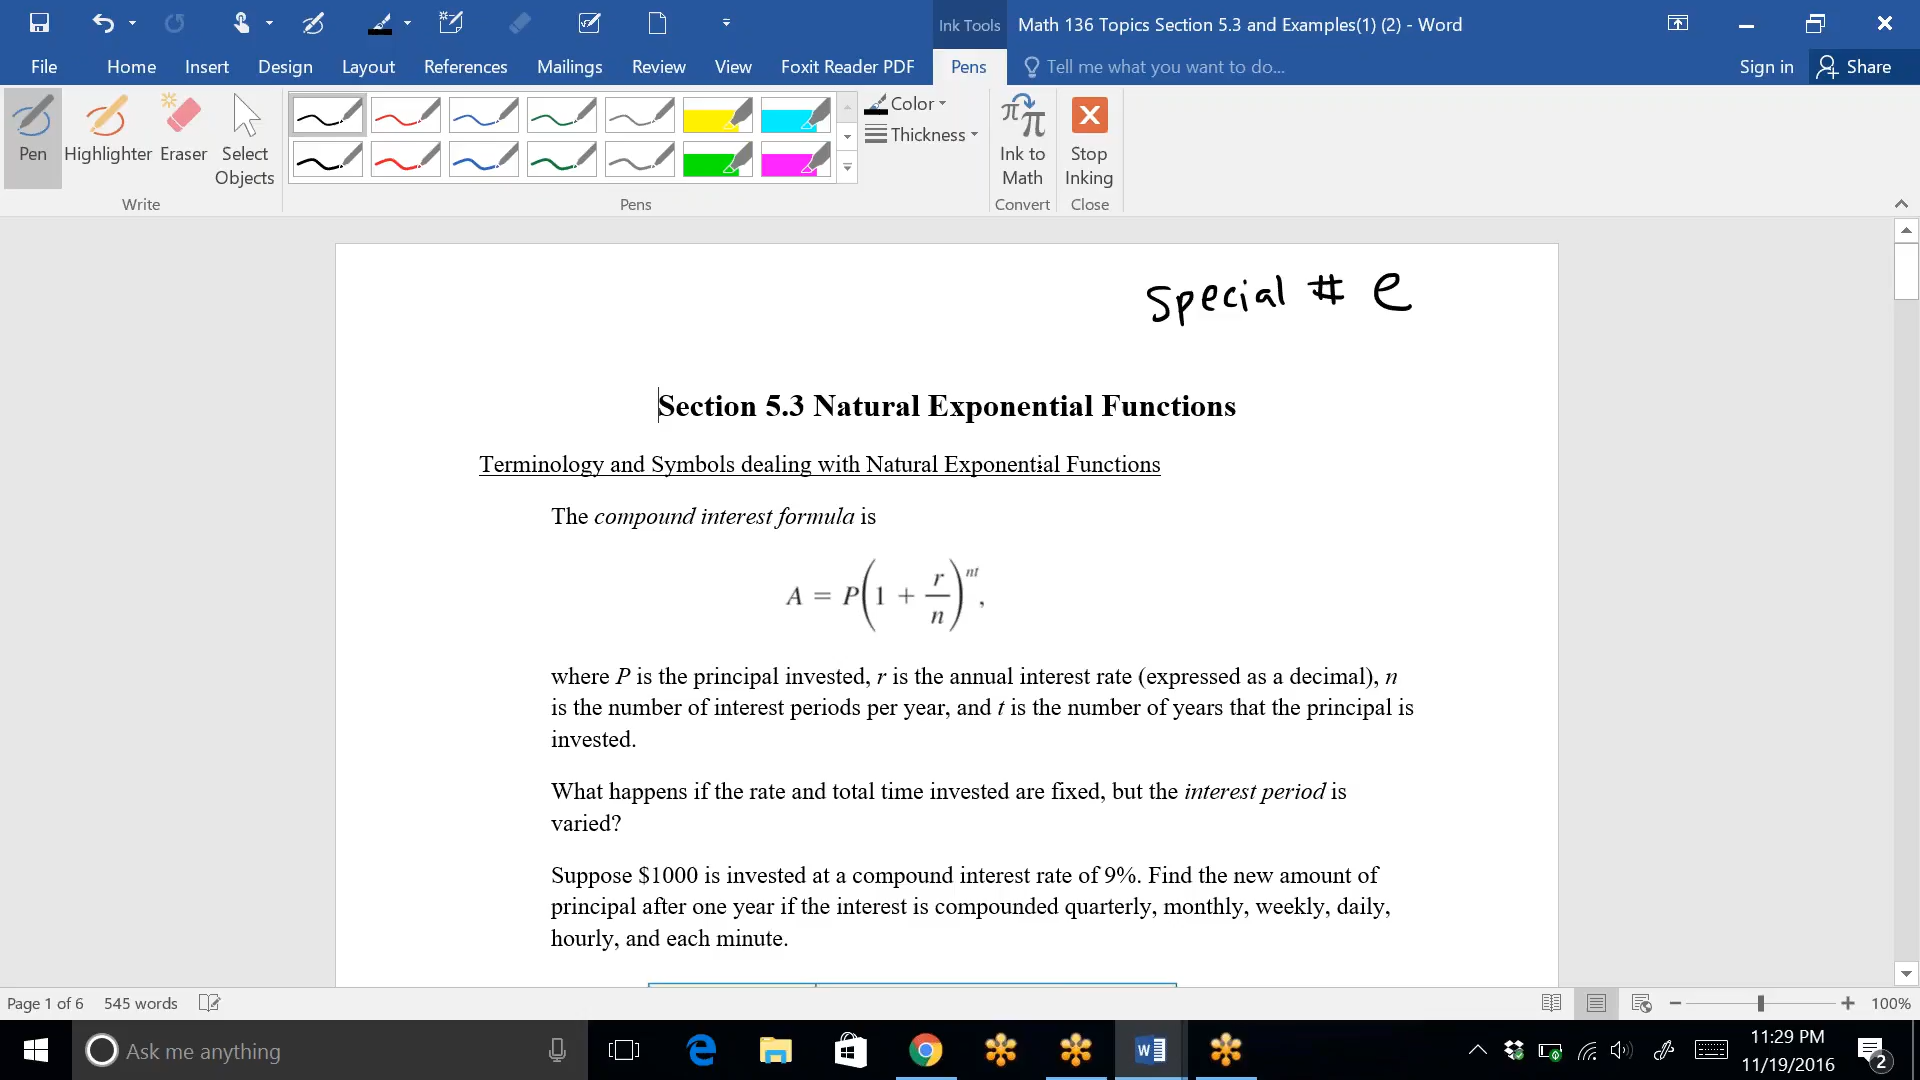 Ink Tools
Math 136 Topics Section 5.3 and Examples(1) (2) - Word
File Home Insert Design Layout References Mailings Review View Foxit Reader PDF Pens Tell me what you want to do... Sign in Share
Pen Highlighter Eraser Select Objects
Color
Thickness
Ink to Math
Stop Inking
Write Pens Convert Close
Special # e
Section 5.3 Natural Exponential Functions
Terminology and Symbols dealing with Natural Exponential Functions
The compound interest formula is
A = P(1 + r/n)^nt,
where P is the principal invested, r is the annual interest rate (expressed as a decimal), n
is the number of interest periods per year, and t is the number of years that the principal is
invested.
What happens if the rate and total time invested are fixed, but the interest period is
varied?
Suppose $1000 is invested at a compound interest rate of 9%. Find the new amount of
principal after one year if the interest is compounded quarterly, monthly, weekly, daily,
hourly, and each minute.
Page 1 of 6 545 words 100%
Ask me anything
11:29 PM
11/19/2016
2